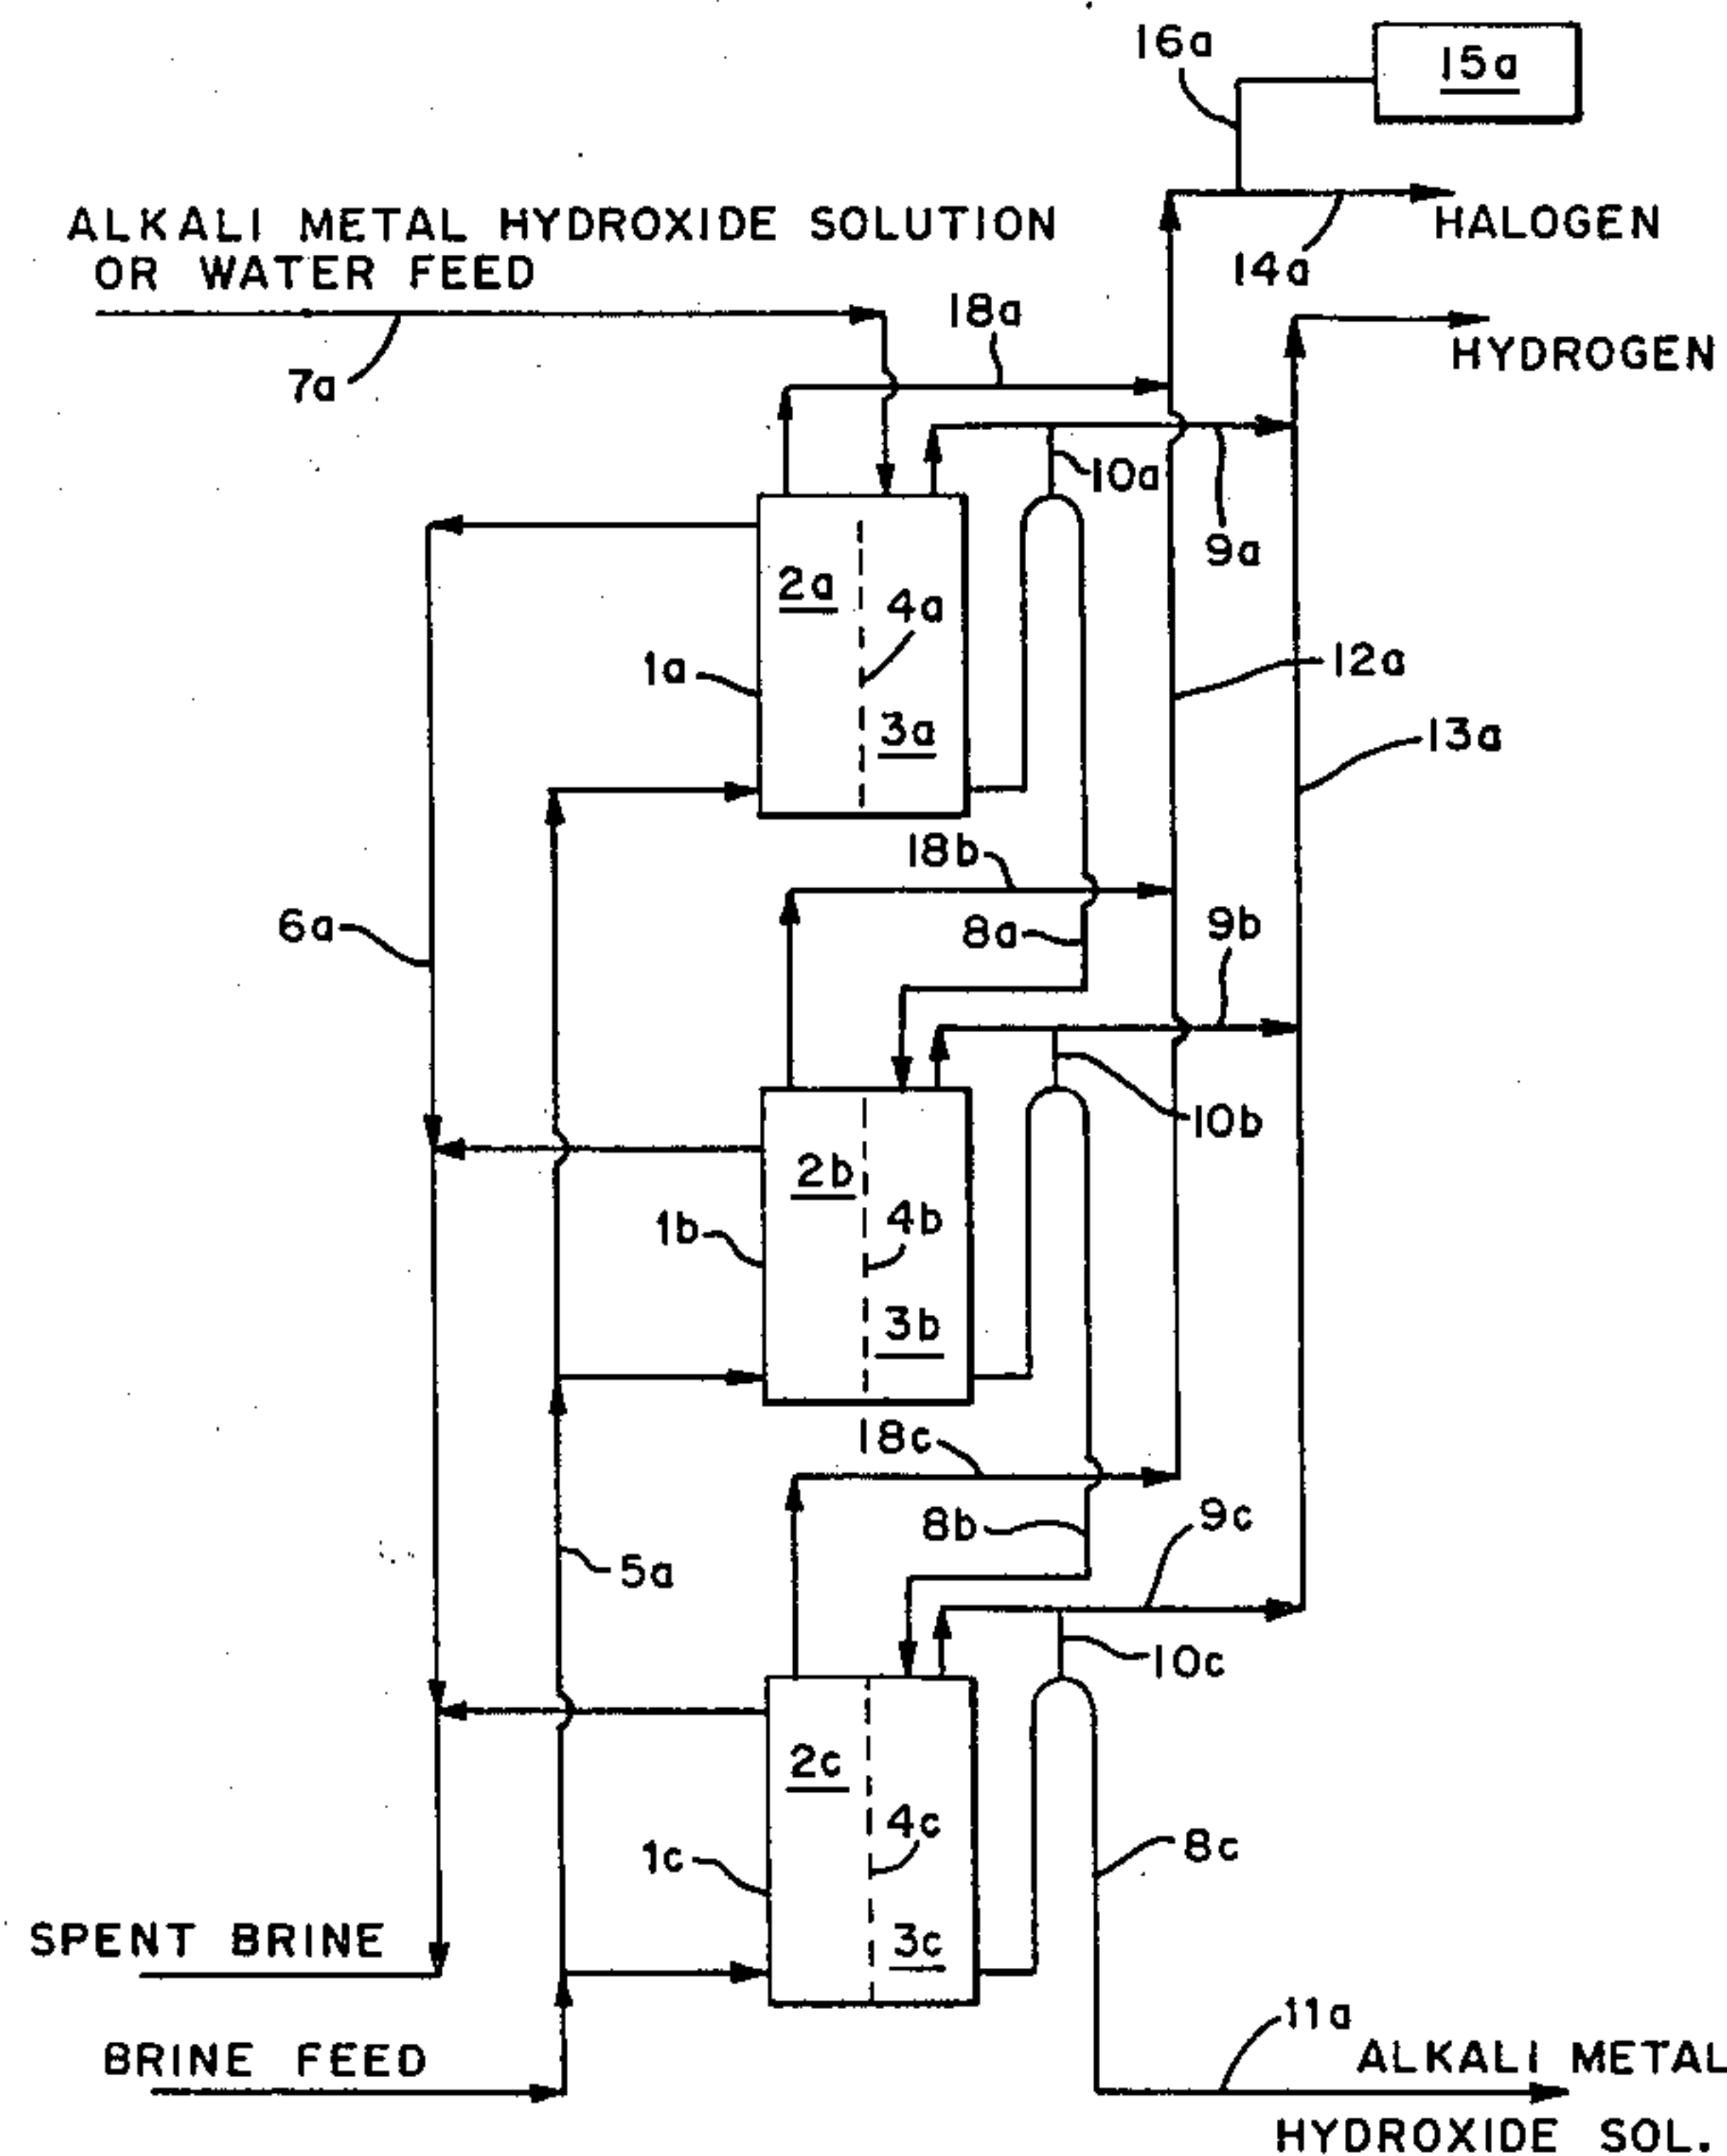 16a
15a
ALKALI METAL HYDROXIDE SOLUTION
OR WATER FEED
HALOGEN
14a
18a
HYDROGEN
7a
10a
9a
2a
4a
1a
12a
3a
13a
18b
6a
8a
9b
10b
2b
4b
1b
3b
18c
8b
9c
5a
10c
2c
4c
1c
8c
SPENT BRINE
3c
11a
BRINE FEED
ALKALI METAL
HYDROXIDE SOL.